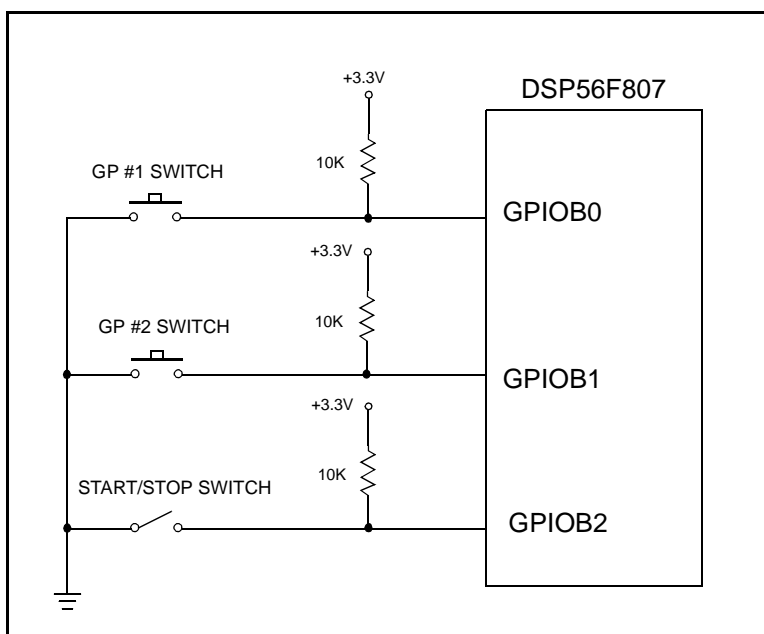 +3.3V
DSP56F807
10K
GP #1 SWITCH
GPIOB0
+3.3V
10K
GP #2 SWITCH
GPIOB1
+3.3V
10K
START/STOP SWITCH
GPIOB2